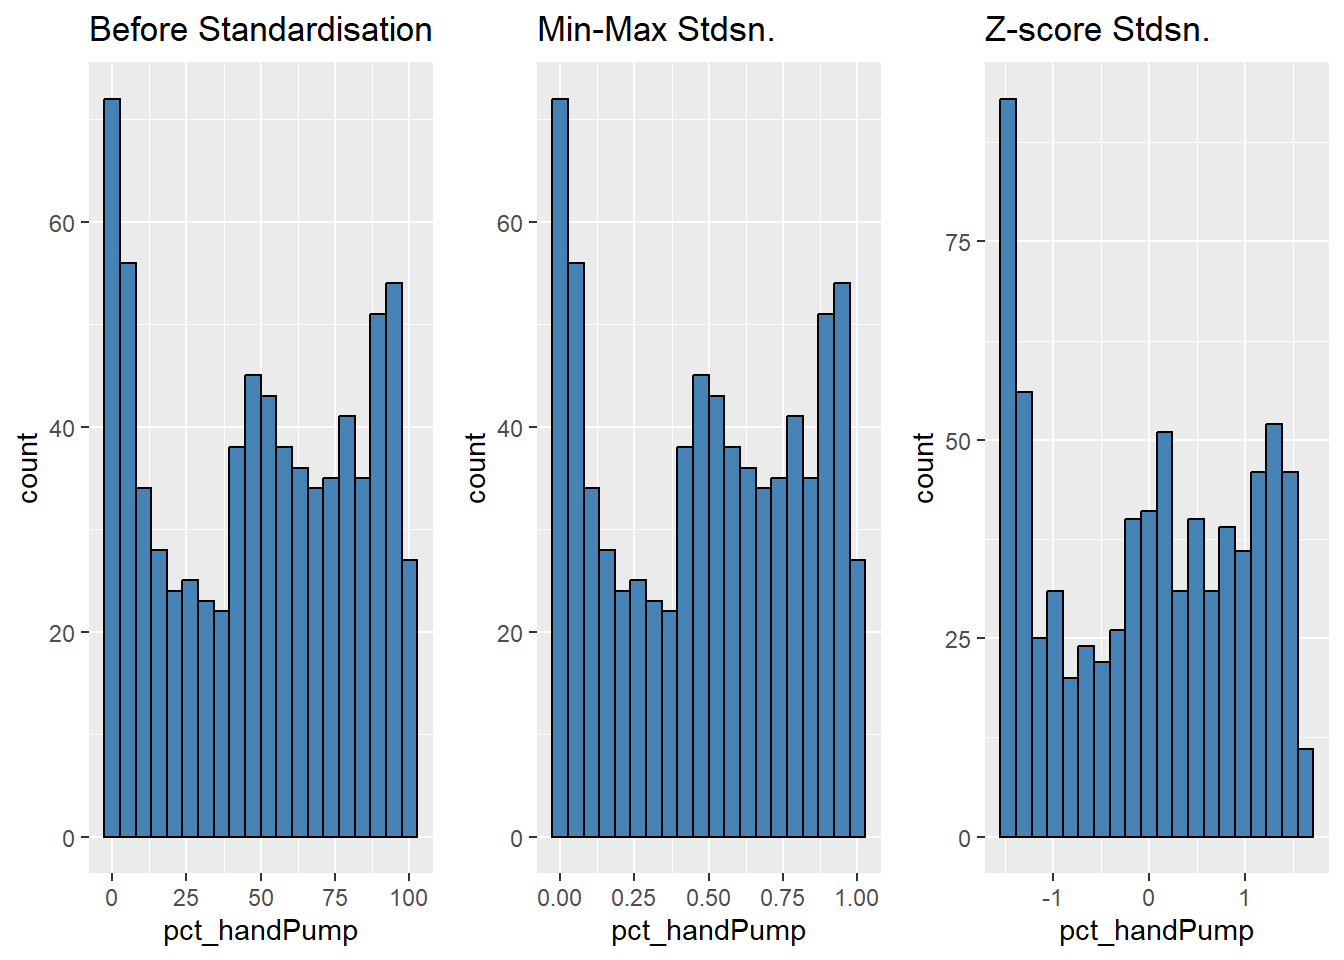 Before Standardisation
60
40
20
0
count
0 25 50 75 100
pct_handPump
Min-Max Stdsn.
60
40
20
0
count
0.00 0.25 0.50 0.75 1.00
pct_handPump
Z-score Stdsn.
75
50
25
0
count
-1 0 1
pct_handPump